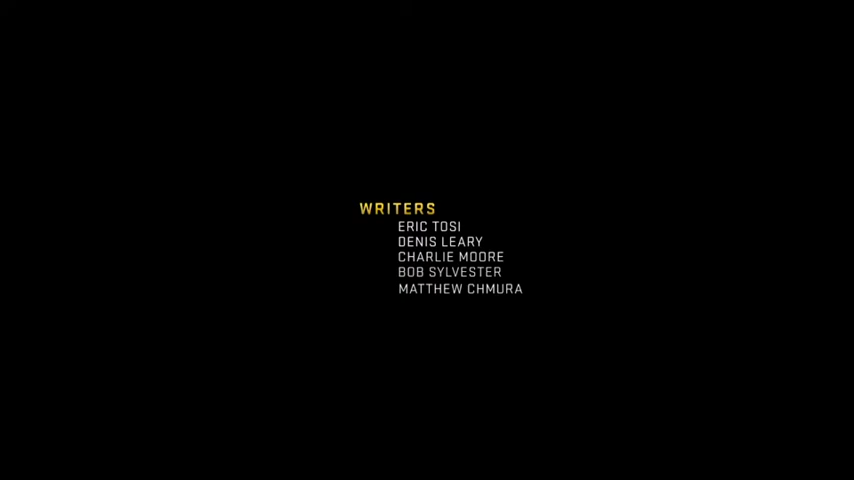 WRITERS
ERIC TOSI
DENIS LEARY
CHARLIE MOORE
BOB SYLVESTER
MATTHEW CHMURA